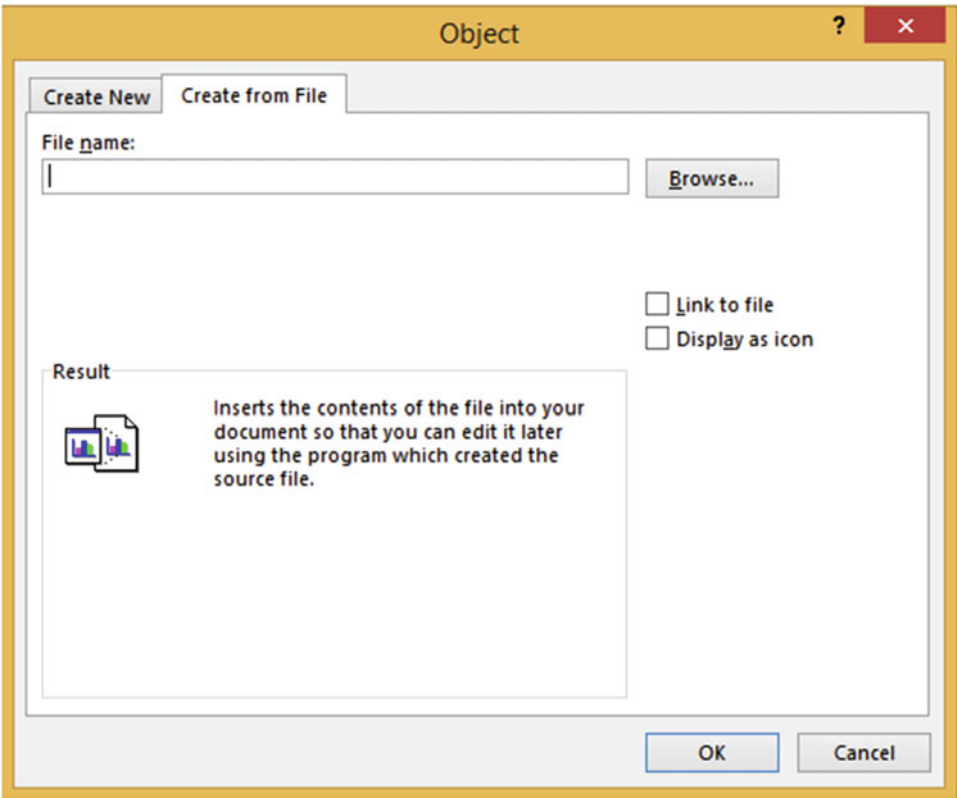 Object
?
Create New
Create from File
File name:
Browse...
Link to file
Display as icon
Result
Inserts the contents of the file into your
document so that you can edit it later
using the program which created the
source file.
OK
Cancel